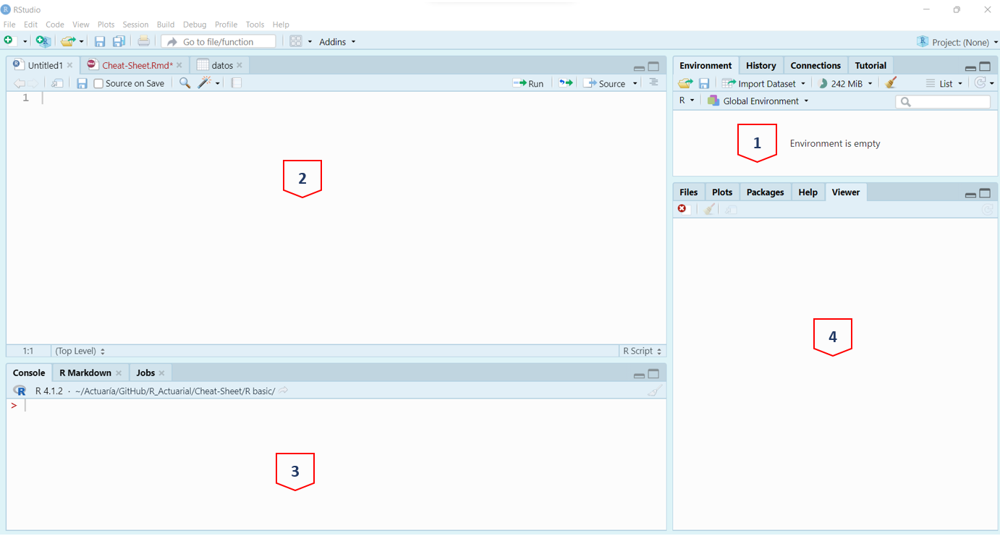 RStudio
File Edit Code View Plots Session Build Debug Profile Tools Help
Go to file/function Addins Project: (None)
Untitled1 Cheat-Sheet.Rmd* datos
Source on Save Run Source
1
2
1:1 (Top Level) R Script
Console R Markdown Jobs
R 4.1.2 · ~/Actuaría/GitHub/R_Actuarial/Cheat-Sheet/R basic/
>
3
Environment History Connections Tutorial
Import Dataset 242 MiB List
R Global Environment
1 Environment is empty
Files Plots Packages Help Viewer
4